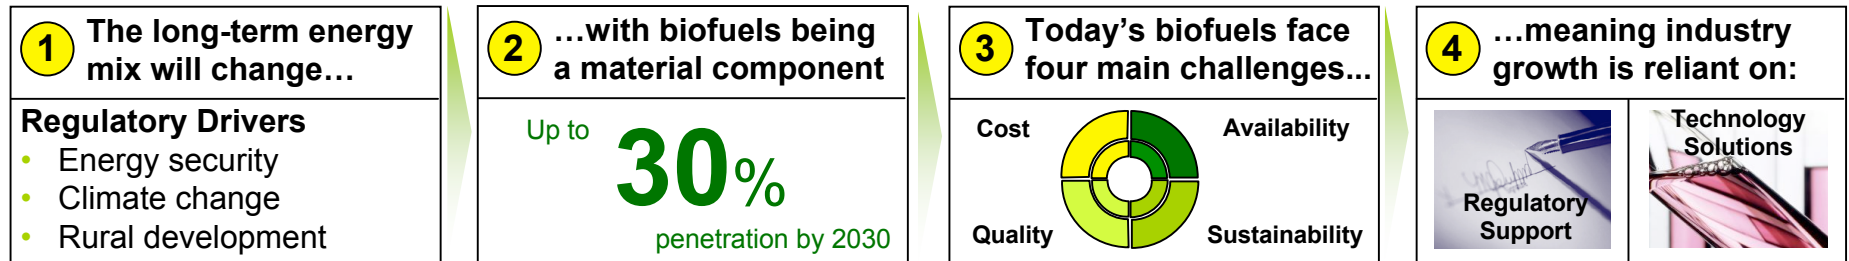 1
The long-term energy
mix will change…
Regulatory Drivers
• Energy security
• Climate change
• Rural development
2
…with biofuels being
a material component
Up to
30%
penetration by 2030
3
Today’s biofuels face
four main challenges...
Cost
Availability
Quality
Sustainability
4
…meaning industry
growth is reliant on:
Regulatory
Support
Technology
Solutions